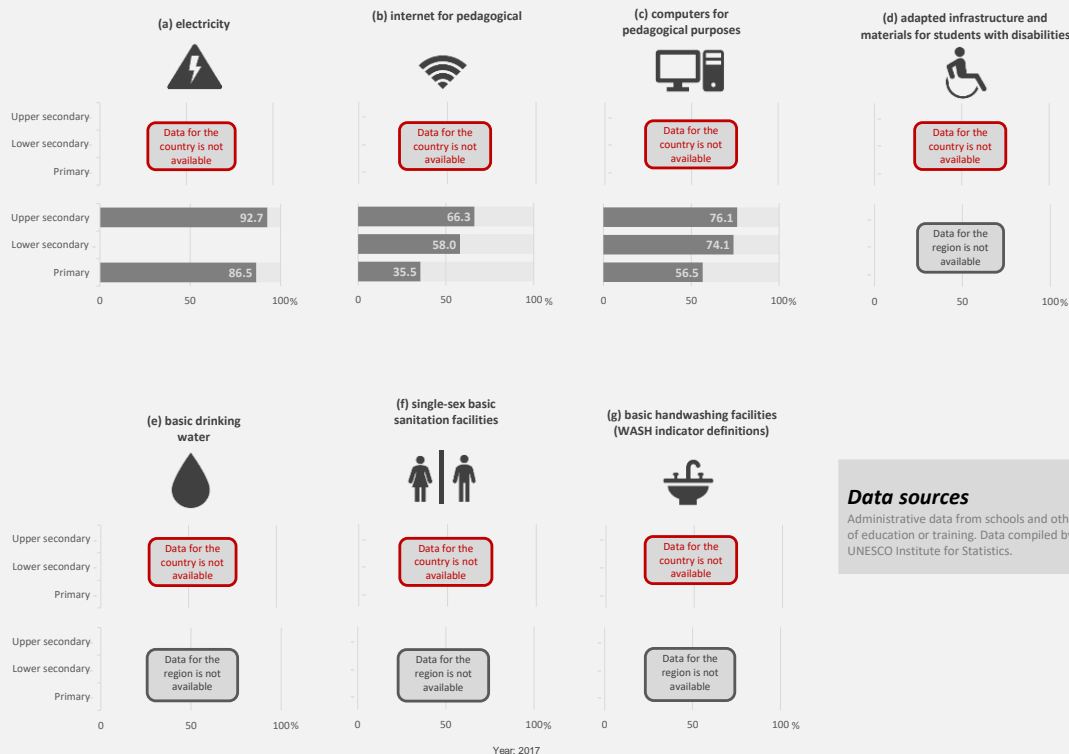 (a) electricity
(b) internet for pedagogical
(c) computers for
pedagogical purposes
(d) adapted infrastructure and
materials for students with disabilities
Upper secondary
Lower secondary
Primary
Data for the
country is not
available
Data for the
country is not
available
Data for the
country is not
available
Data for the
country is not
available
Upper secondary
Lower secondary
Primary
92.7
86.5
66.3
58.0
35.5
76.1
74.1
56.5
Data for the
region is not
available
0 50 100%
0 50 100 %
0 50 100 %
0 50 100 %
(e) basic drinking
water
(f) single-sex basic
sanitation facilities
(g) basic handwashing facilities
(WASH indicator definitions)
Data sources
Administrative data from schools and
of education or training. Data compiled
UNESCO Institute for Statistics.
Upper secondary
Lower secondary
Primary
Data for the
country is not
available
Data for the
country is not
available
Data for the
country is not
available
Upper secondary
Lower secondary
Primary
Data for the
region is not
available
Data for the
region is not
available
Data for the
region is not
available
0 50 100%
0 50 100 %
0 50 100 %
Year: 2017